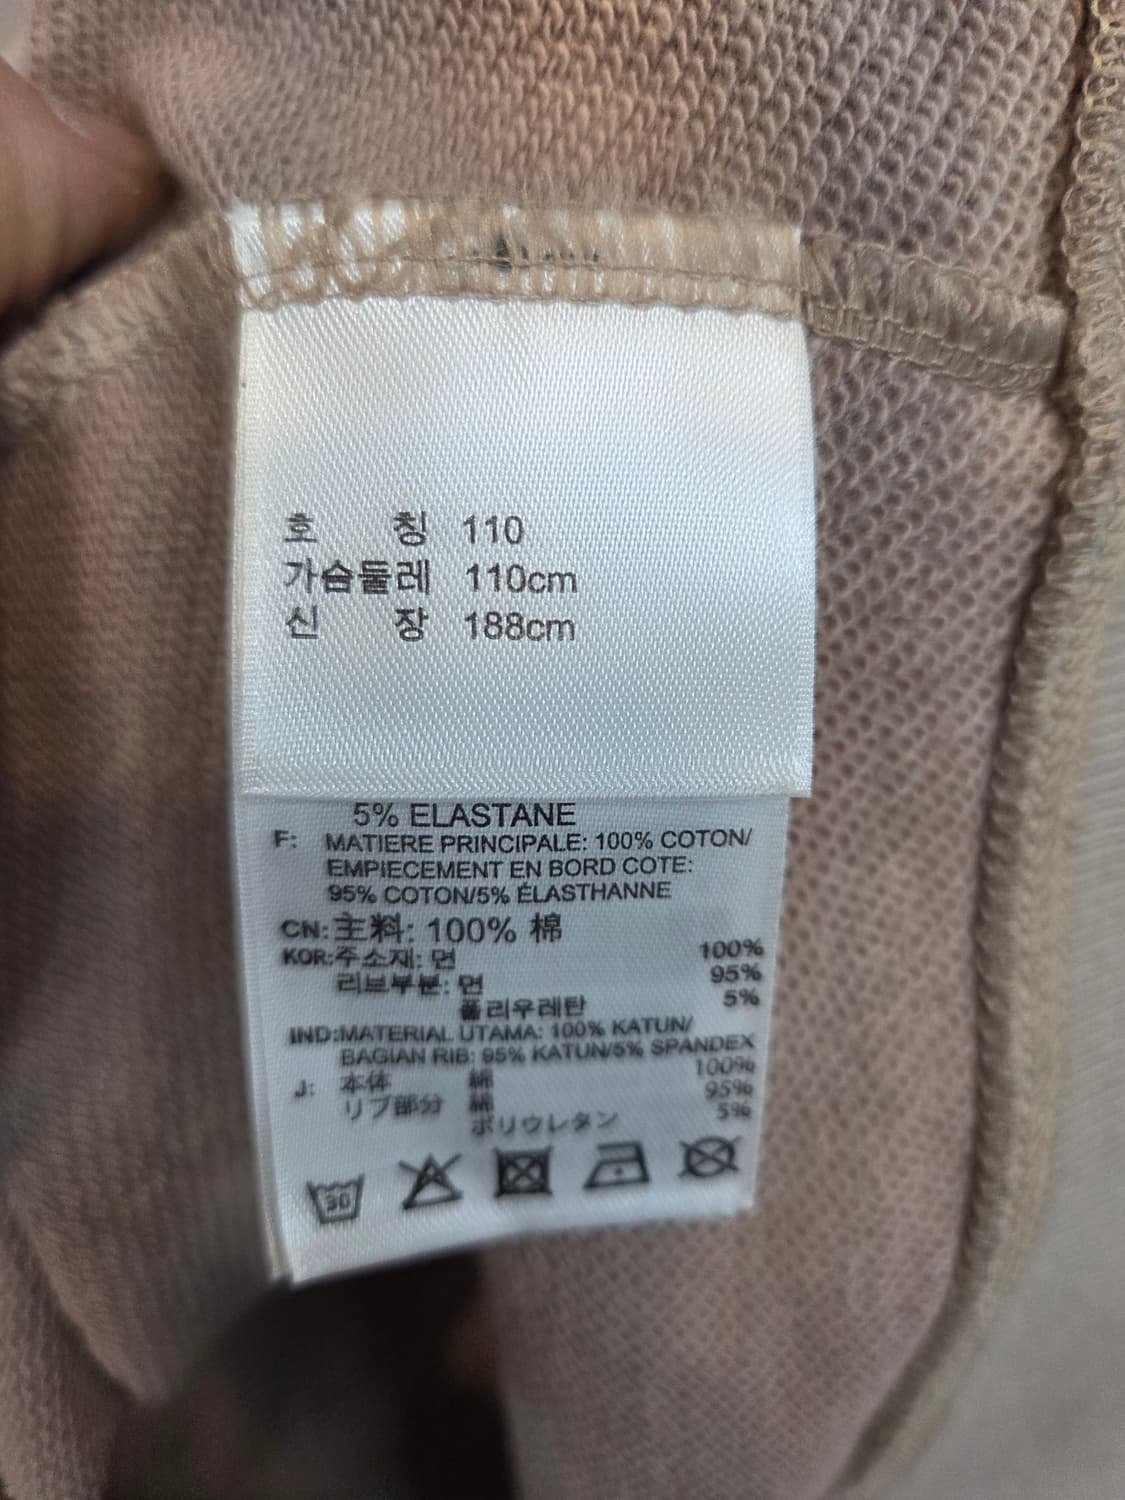 호 칭 110
가슴둘레 110cm
신 장 188cm
5% ELASTANE
F: MATIERE PRINCIPALE: 100% COTON/
EMPIECEMENT EN BORD COTE:
95% COTON/5% ÉLASTHANNE
CN: 主料: 100% 棉
KOR: 주소재: 면 100%
리브부분: 면 95%
폴리우레탄 5%
IND: MATERIAL UTAMA: 100% KATUN/
BAGIAN RIB: 95% KATUN/5% SPANDEX
J: 本体 綿 100%
リブ部分 綿 95%
ポリウレタン 5%
30